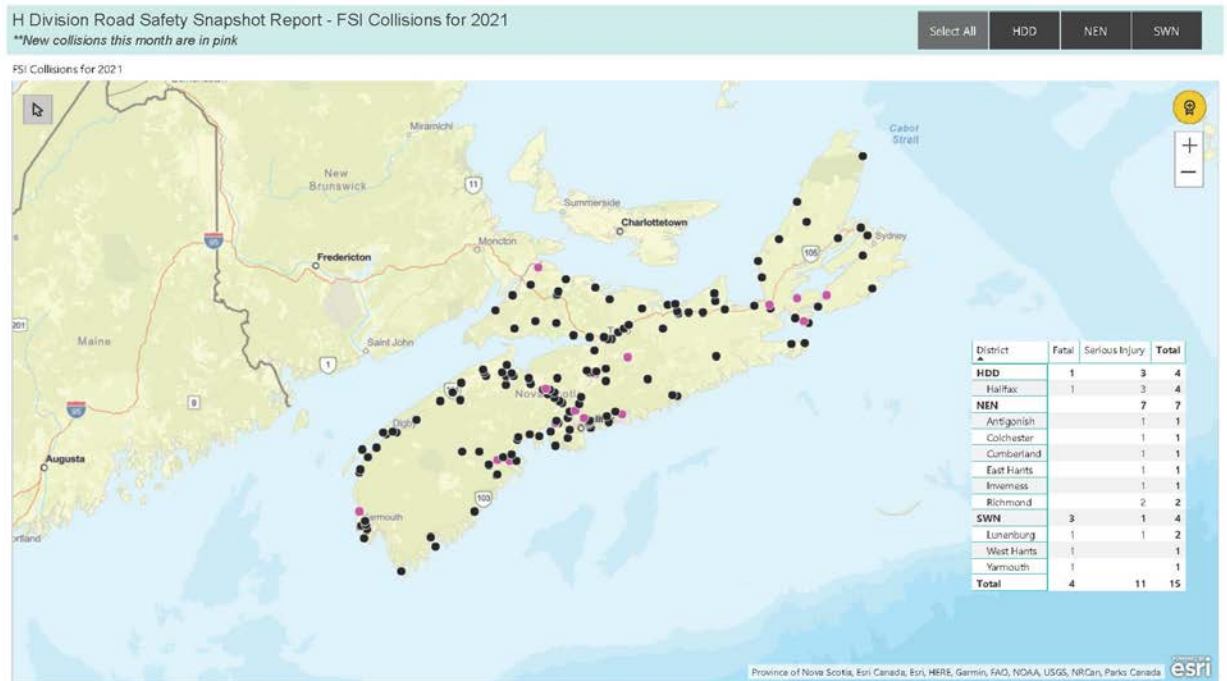 H Division Road Safety Snapshot Report - FSI Collisions for 2021
**New collisions this month are in pink
Select All
HDD
NEN
SWN
FSI Collisions for 2021
Miramichi
Cabot
Strait
New
Brunswick
11
Summerside
Charlottetown
95
Moncton
105
Sydney
Fredericton
201
Maine
Saint John
1
95
9
Digby
Augusta
103
District Fatal Serious Injury Total
HDD 1 3 4
Halifax 1 3 4
NEN 7 7
Antigonish 1 1
Colchester 1 1
Cumberland 1 1
East Hants 1 1
Inverness 1 1
Richmond 2 2
SWN 3 1 4
Lunenburg 1 1 2
West Hants 1 1
Yarmouth 1 1
Total 4 11 15
Province of Nova Scotia, Esri Canada, Esri, HERE, Garmin, FAO, NOAA, USGS, NRCan, Parks Canada
esri